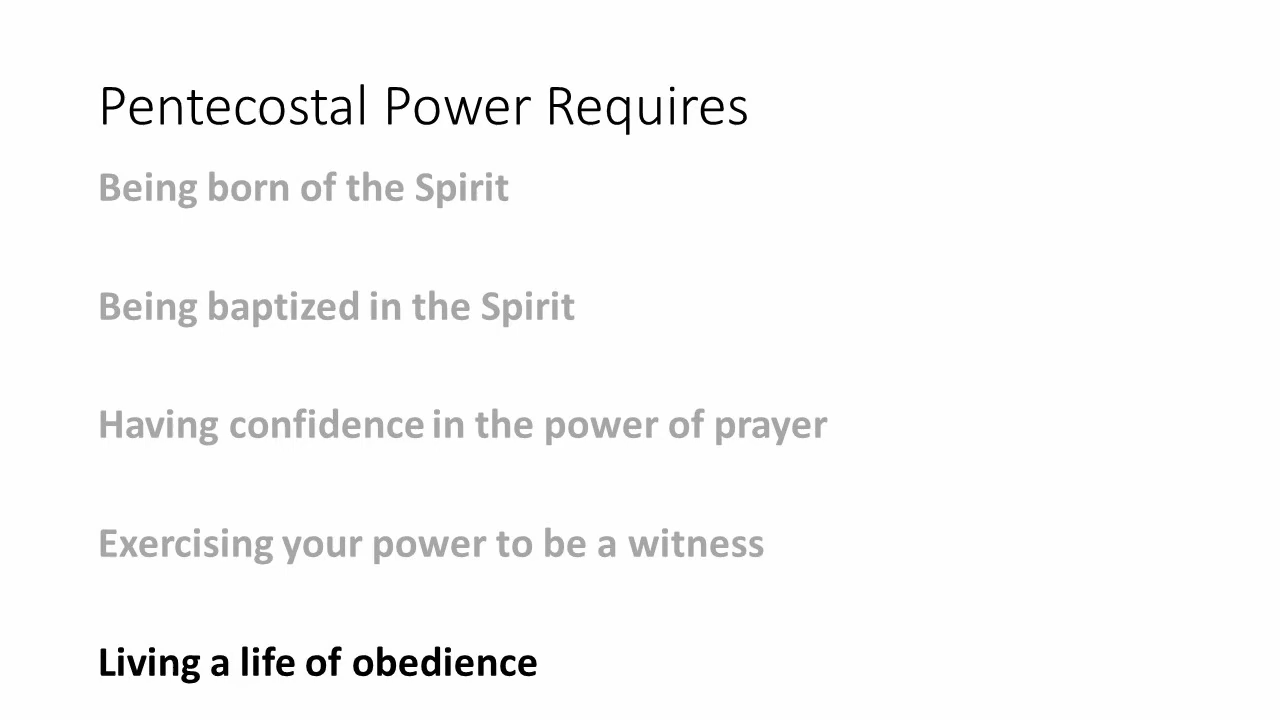 Pentecostal Power Requires
Being born of the Spirit
Being baptized in the Spirit
Having confidence in the power of prayer
Exercising your power to be a witness
Living a life of obedience